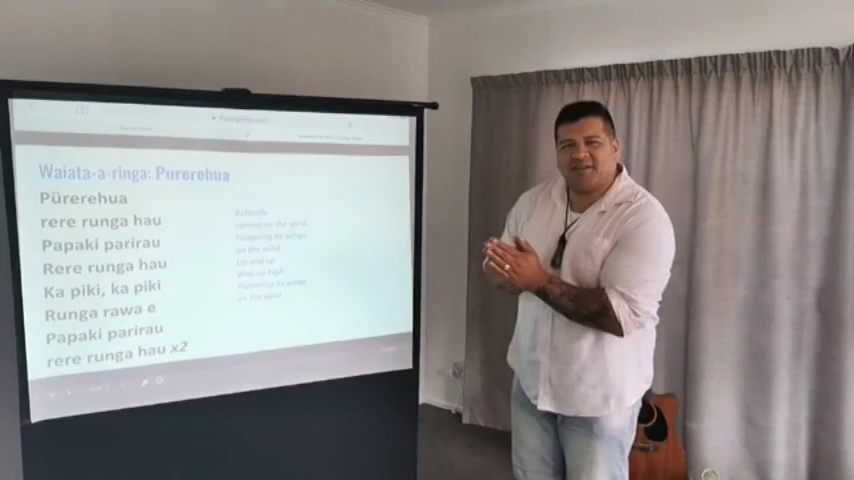 Waiata-a-ringa: Purerehua
Pūrerehua
rere runga hau
Papaki parirau
Rere runga hau
Ka piki, ka piki
Runga rawa e
Papaki parirau
rere runga hau x2
Butterfly
carried on the wind
Fluttering its wings
on the wind
Up and up
Way up high
Fluttering its wings
on the wind